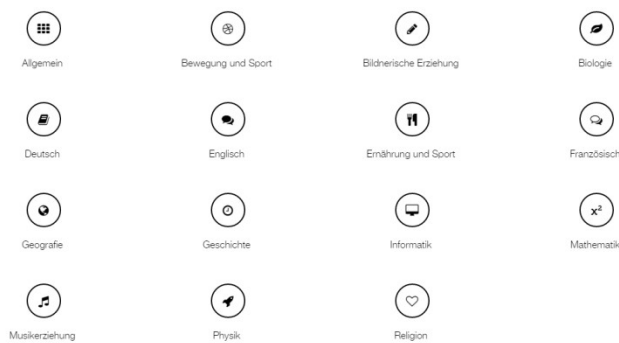 Allgemein
Bewegung und Sport
Bildnerische Erziehung
Biologie
Deutsch
Englisch
Ernährung und Sport
Französisch
Geografie
Geschichte
Informatik
x²
Mathematik
Musikerziehung
Physik
Religion